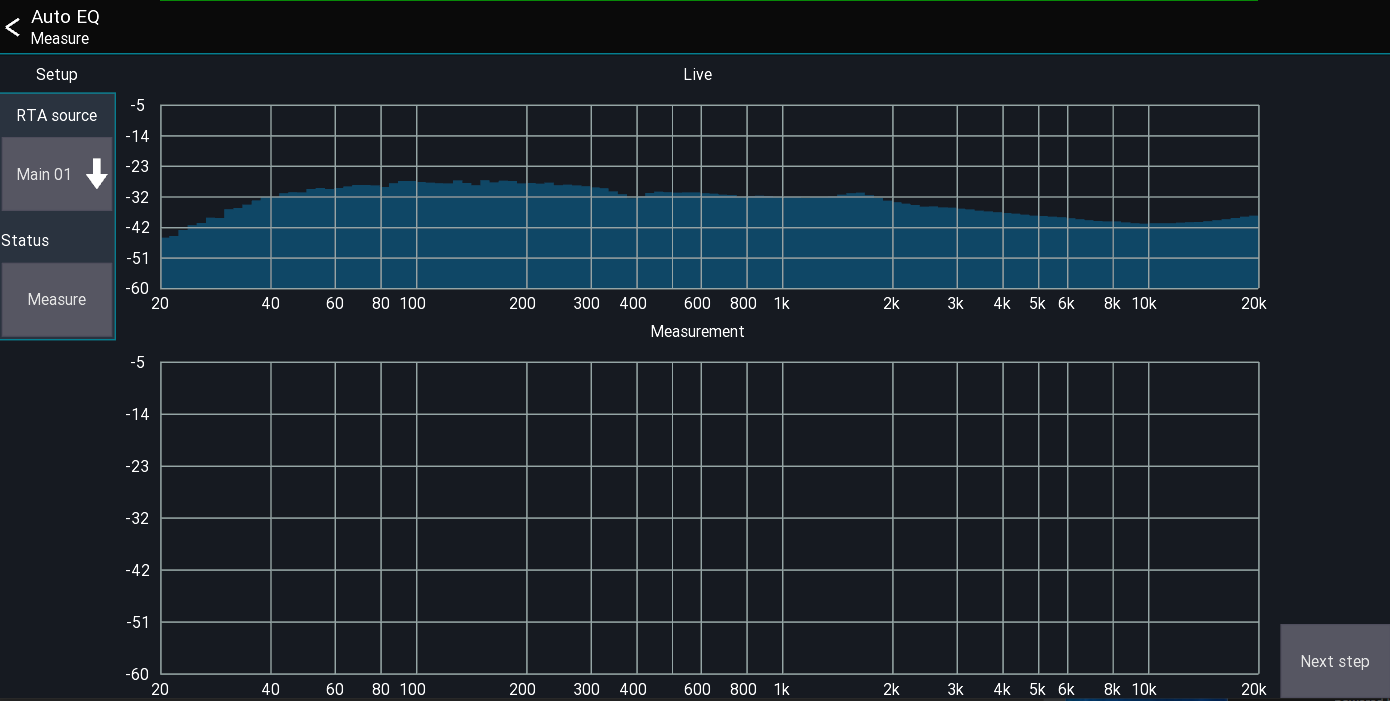 Auto EQ
Measure
Setup
RTA source
Main 01
Status
Measure
Live
-5
-14
-23
-32
-42
-51
-60
20 40 60 80 100 200 300 400 600 800 1k 2k 3k 4k 5k 6k 8k 10k 20k
Measurement
-5
-14
-23
-32
-42
-51
-60
20 40 60 80 100 200 300 400 600 800 1k 2k 3k 4k 5k 6k 8k 10k 20k
Next step